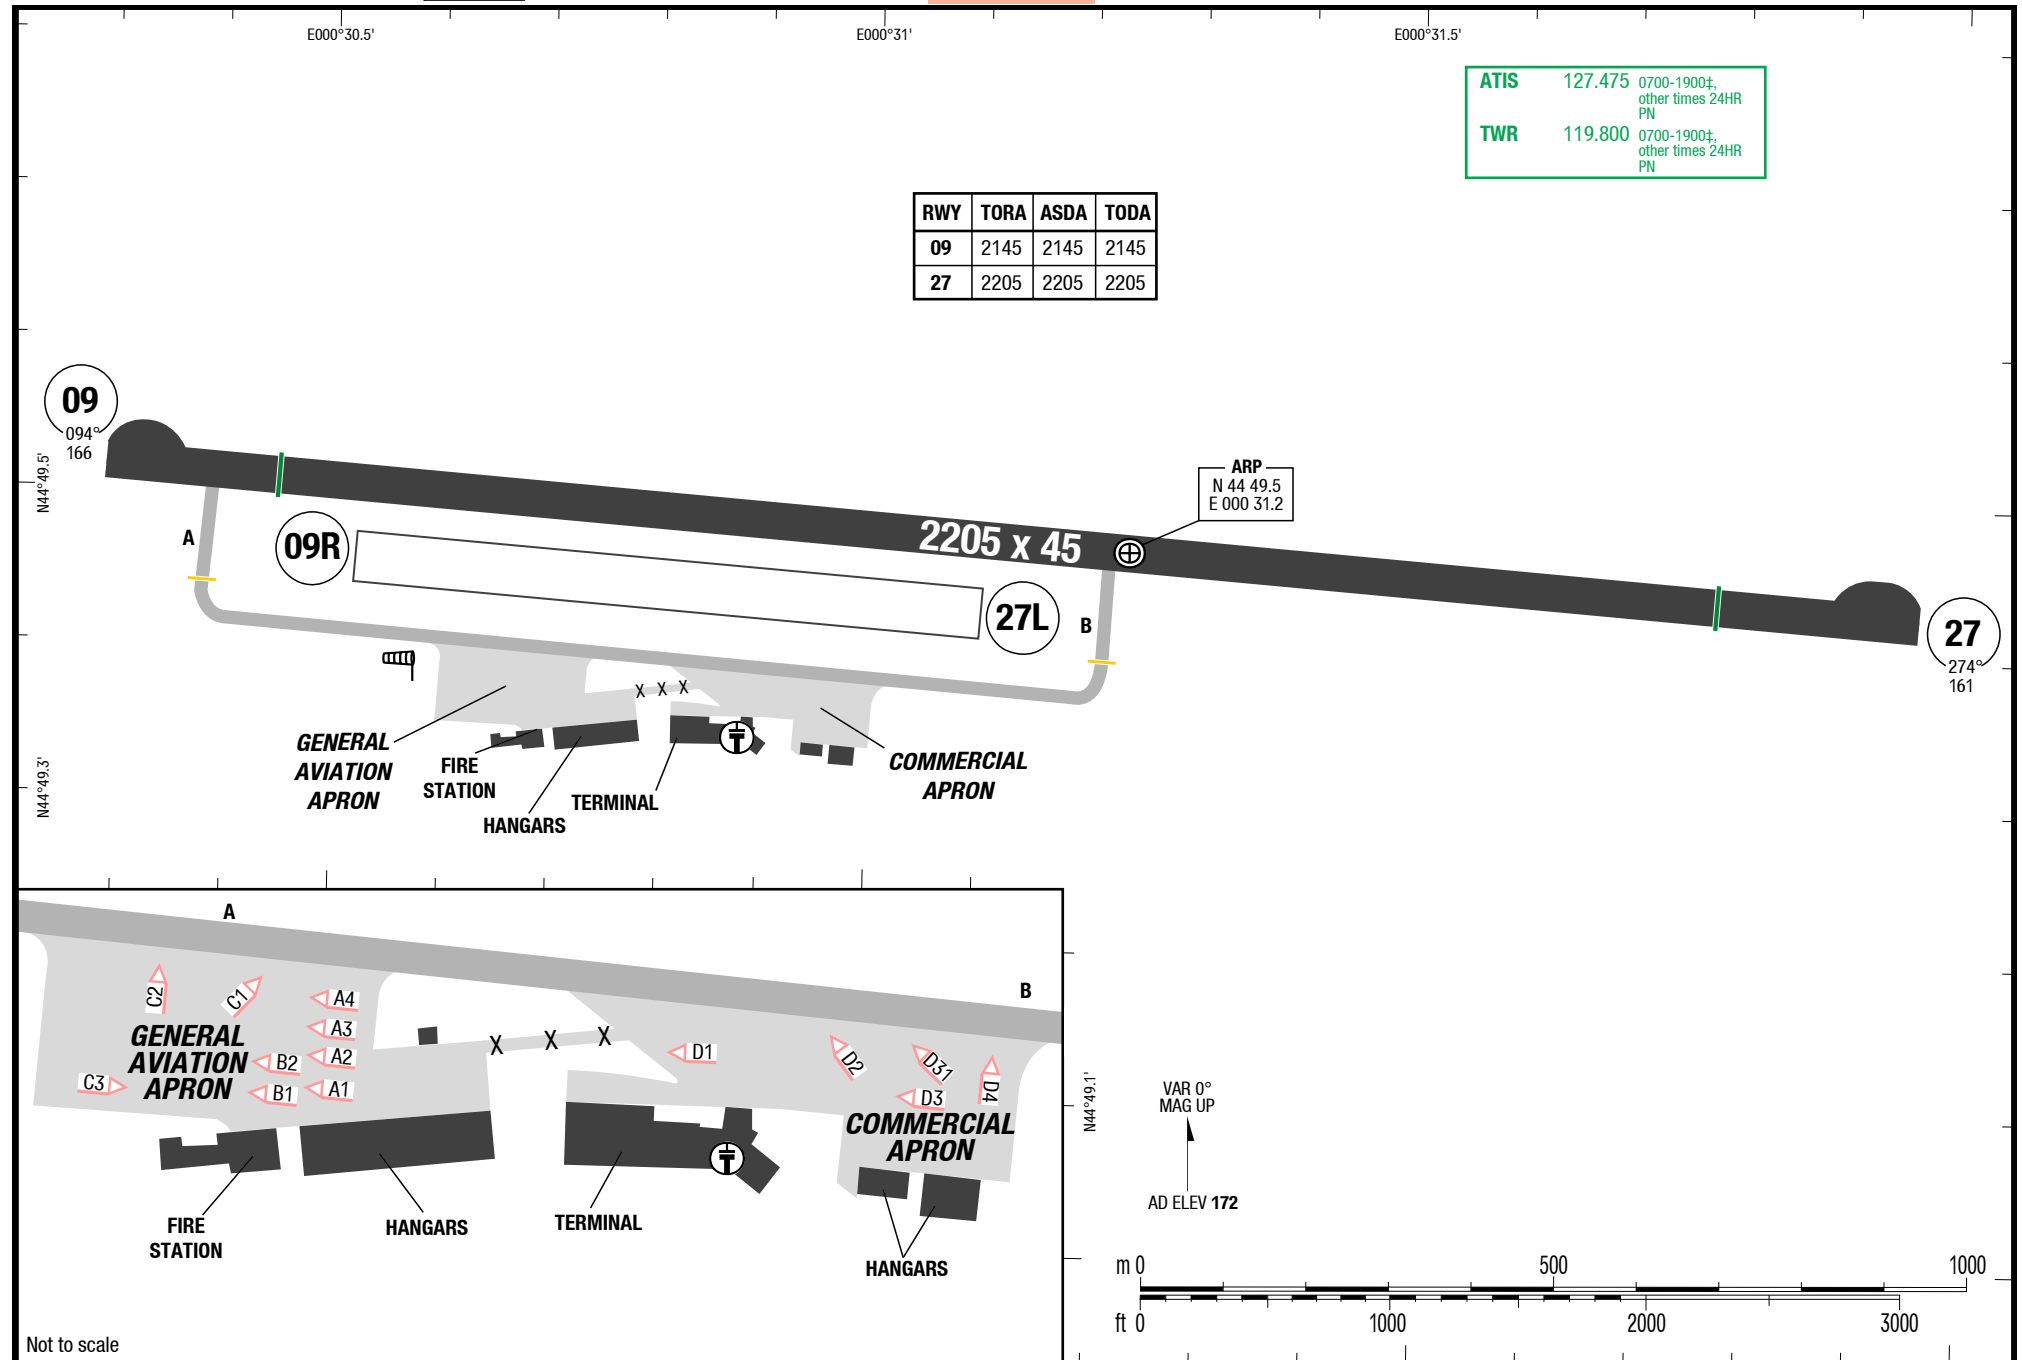 E000°30.5'
E000°31'
E000°31.5'
ATIS 127.475 0700-1900‡,
other times 24HR
PN
TWR 119.800 0700-1900‡,
other times 24HR
PN
RWY TORA ASDA TODA
09 2145 2145 2145
27 2205 2205 2205
09
094°
166
N44°49.5'
ARP
N 44 49.5
E 000 31.2
2205 x 45
A
09R
27L
B
27
274°
161
X X X
GENERAL
AVIATION
APRON
FIRE
STATION
HANGARS
TERMINAL
COMMERCIAL
APRON
N44°49.3'
A
B
C2
C1
A4
A3
A2
A1
B2
B1
C3
GENERAL
AVIATION
APRON
X X X
D1
D2
D31
D3
D4
COMMERCIAL
APRON
FIRE
STATION
HANGARS
TERMINAL
HANGARS
Not to scale
N44°49.1'
VAR 0°
MAG UP
AD ELEV 172
m 0 500 1000
ft 0 1000 2000 3000